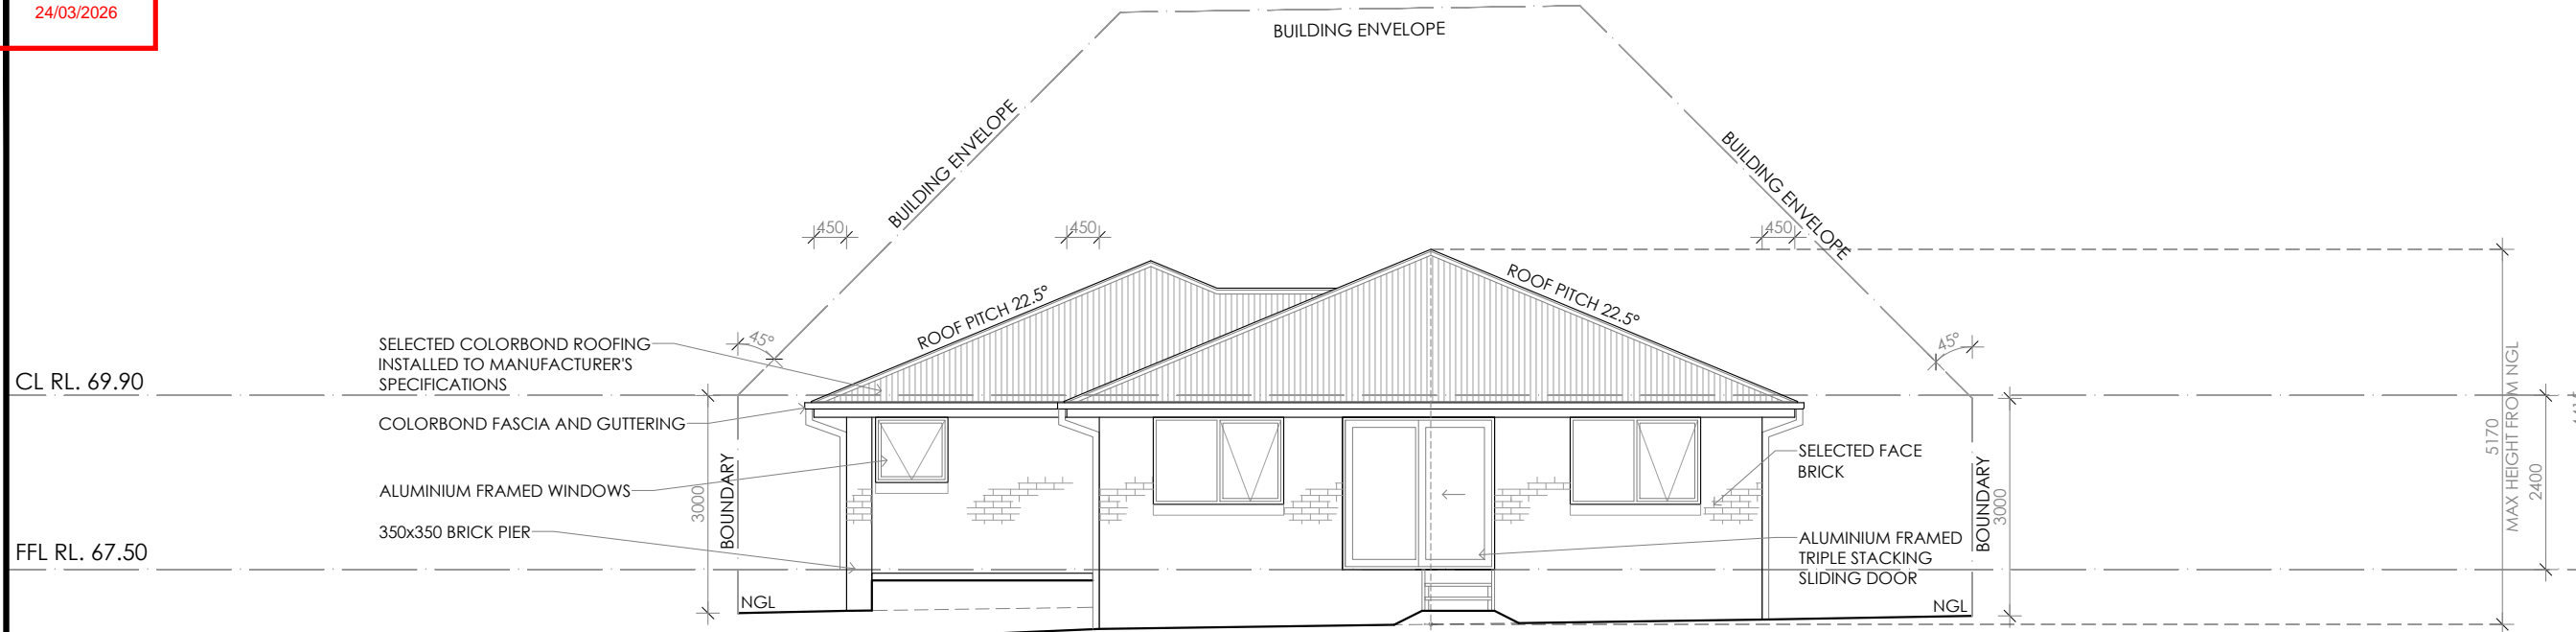 24/03/2026
BUILDING ENVELOPE
BUILDING ENVELOPE
BUILDING ENVELOPE
450
450
450
ROOF PITCH 22.5°
ROOF PITCH 22.5°
45°
45°
SELECTED COLORBOND ROOFING
INSTALLED TO MANUFACTURER'S
SPECIFICATIONS
CL RL. 69.90
COLORBOND FASCIA AND GUTTERING
ALUMINIUM FRAMED WINDOWS
350x350 BRICK PIER
FFL RL. 67.50
3000
BOUNDARY
NGL
SELECTED FACE
BRICK
ALUMINIUM FRAMED
TRIPLE STACKING
SLIDING DOOR
BOUNDARY
3000
NGL
5170
MAX HEIGHT FROM NGL
2400